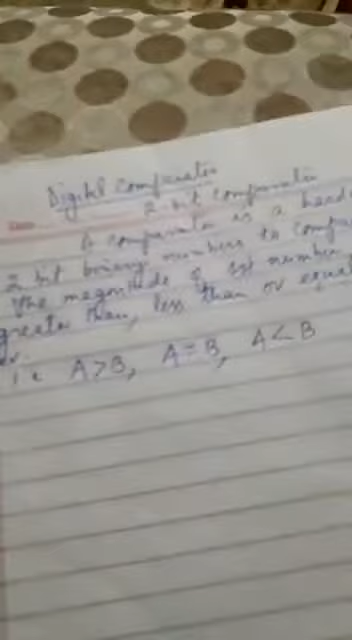 Digital Comparator
2-bit comparator
A comparator is a hard
2 bit binary numbers to compa
the magnitude of 1st number
greater than, less than or equal
i.e A>B, A=B, A<B